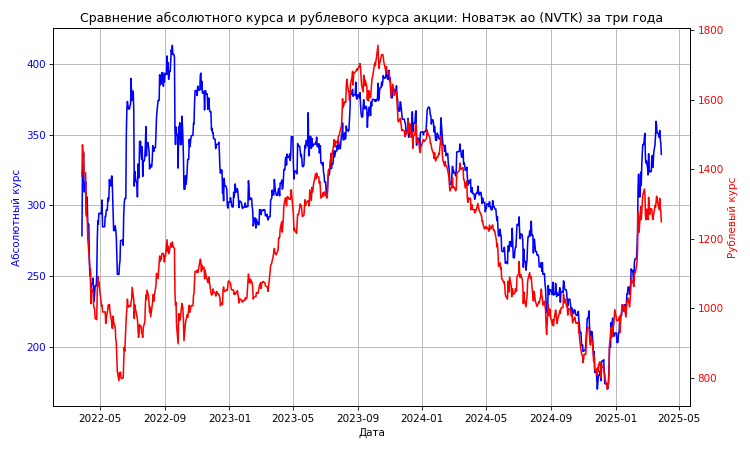 Сравнение абсолютного курса и рублевого курса акции: Новатэк ао (NVTK) за три года
1800
400
1600
350
1400
300
1200
250
1000
200
800
Абсолютный курс
Рублевый курс
2022-05 2022-09 2023-01 2023-05 2023-09 2024-01 2024-05 2024-09 2025-01 2025-05
Дата